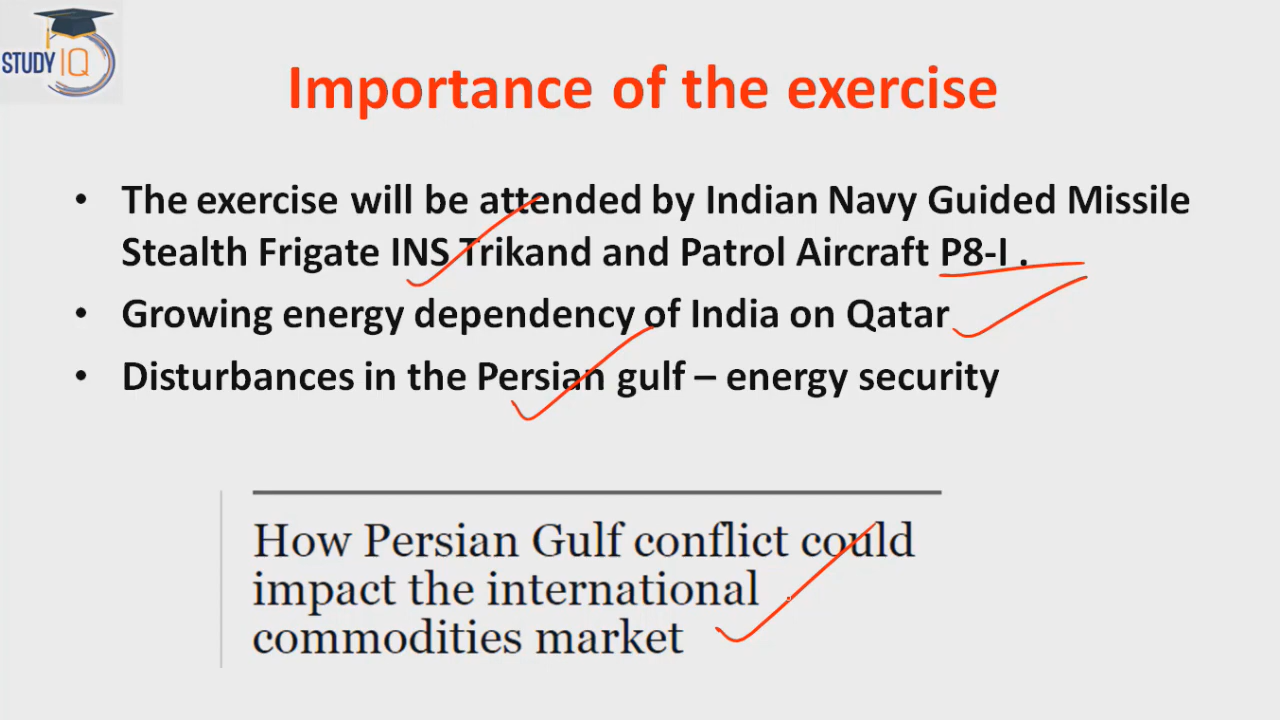 STUDY IQ
Importance of the exercise
• The exercise will be attended by Indian Navy Guided Missile
Stealth Frigate INS Trikand and Patrol Aircraft P8-I .
• Growing energy dependency of India on Qatar
• Disturbances in the Persian gulf – energy security
How Persian Gulf conflict could
impact the international
commodities market